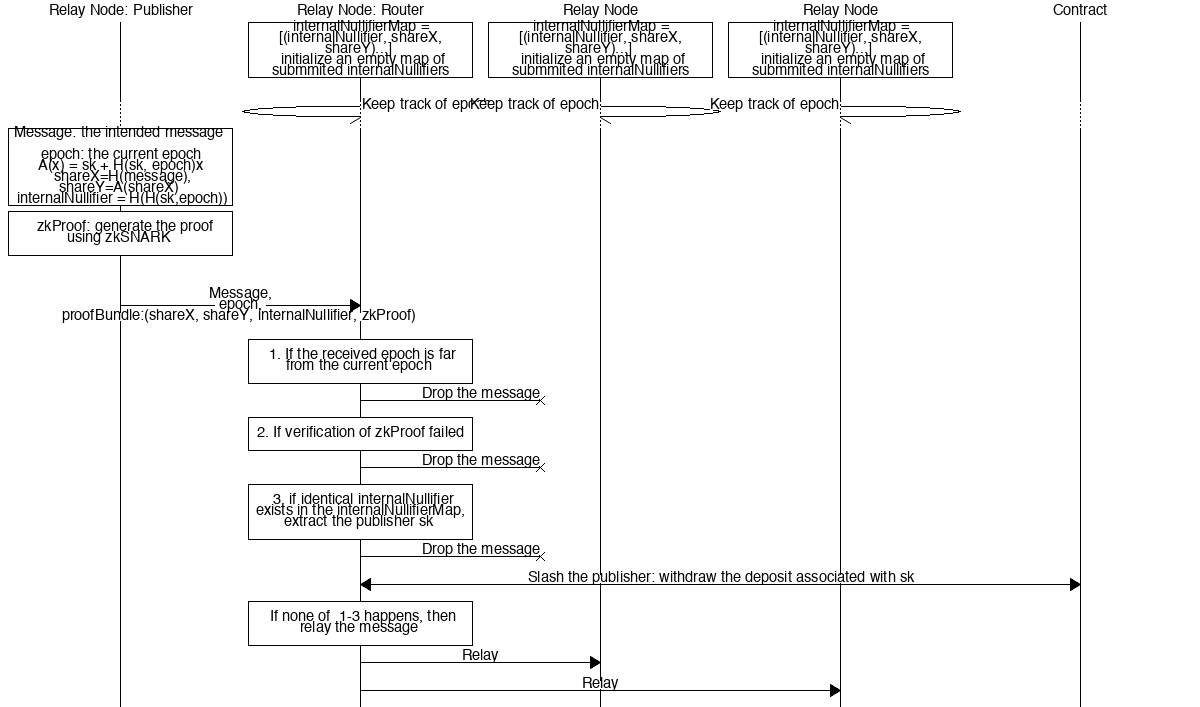 Relay Node: Publisher
Relay Node: Router
Relay Node
Relay Node
Contract
internalNullifierMap =
[(internalNullifier, shareX,
shareY)...]
initialize an empty map of
submmited internalNullifiers
internalNullifierMap =
[(internalNullifier, shareX,
shareY)...]
initialize an empty map of
submmited internalNullifiers
internalNullifierMap =
[(internalNullifier, shareX,
shareY)...]
initialize an empty map of
submmited internalNullifiers
Keep track of epoch
Keep track of epoch
Keep track of epoch
Message: the intended message
epoch: the current epoch
A(x) = sk + H(sk, epoch)x
shareX=H(message),
shareY=A(shareX)
internalNullifier = H(H(sk,epoch))
zkProof: generate the proof
using zkSNARK
Message,
epoch,
proofBundle:(shareX, shareY, internalNullifier, zkProof)
1. If the received epoch is far
from the current epoch
Drop the message
2. If verification of zkProof failed
Drop the message
3. if identical internalNullifier
exists in the internalNullifierMap,
extract the publisher sk
Drop the message
Slash the publisher: withdraw the deposit associated with sk
If none of  1-3 happens, then
relay the message
Relay
Relay